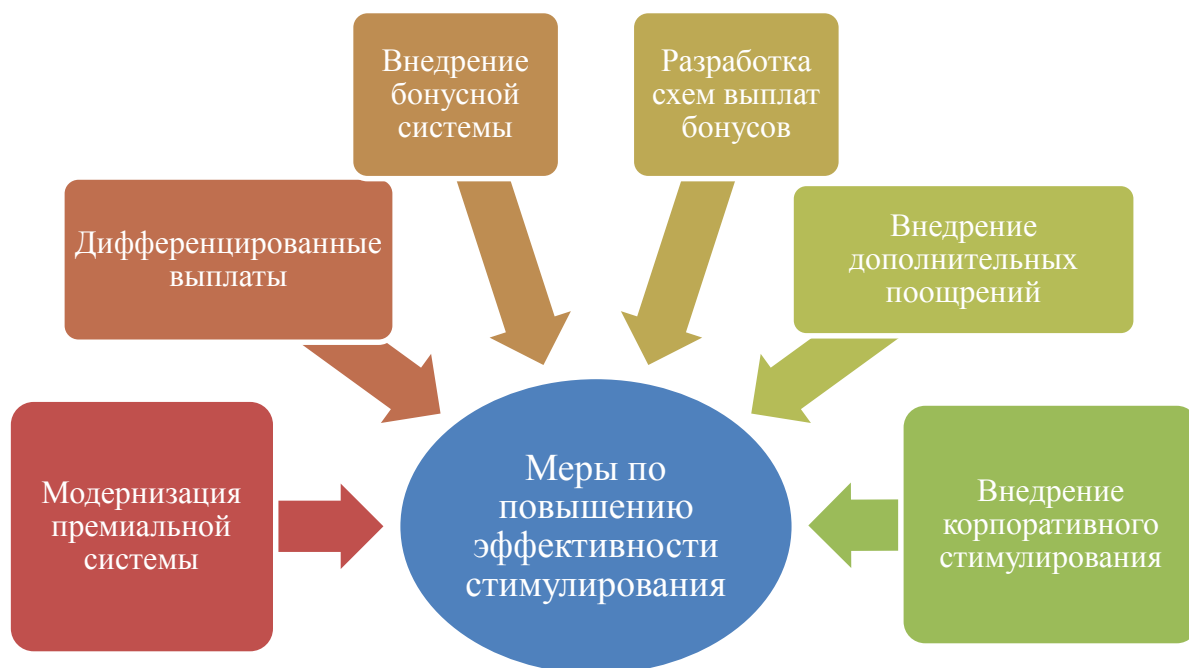 Внедрение
бонусной
системы
Разработка
схем выплат
бонусов
Дифференцированные
выплаты
Внедрение
дополнительных
поощрений
Модернизация
премиальной
системы
Меры по
повышению
эффективности
стимулирования
Внедрение
корпоративного
стимулирования